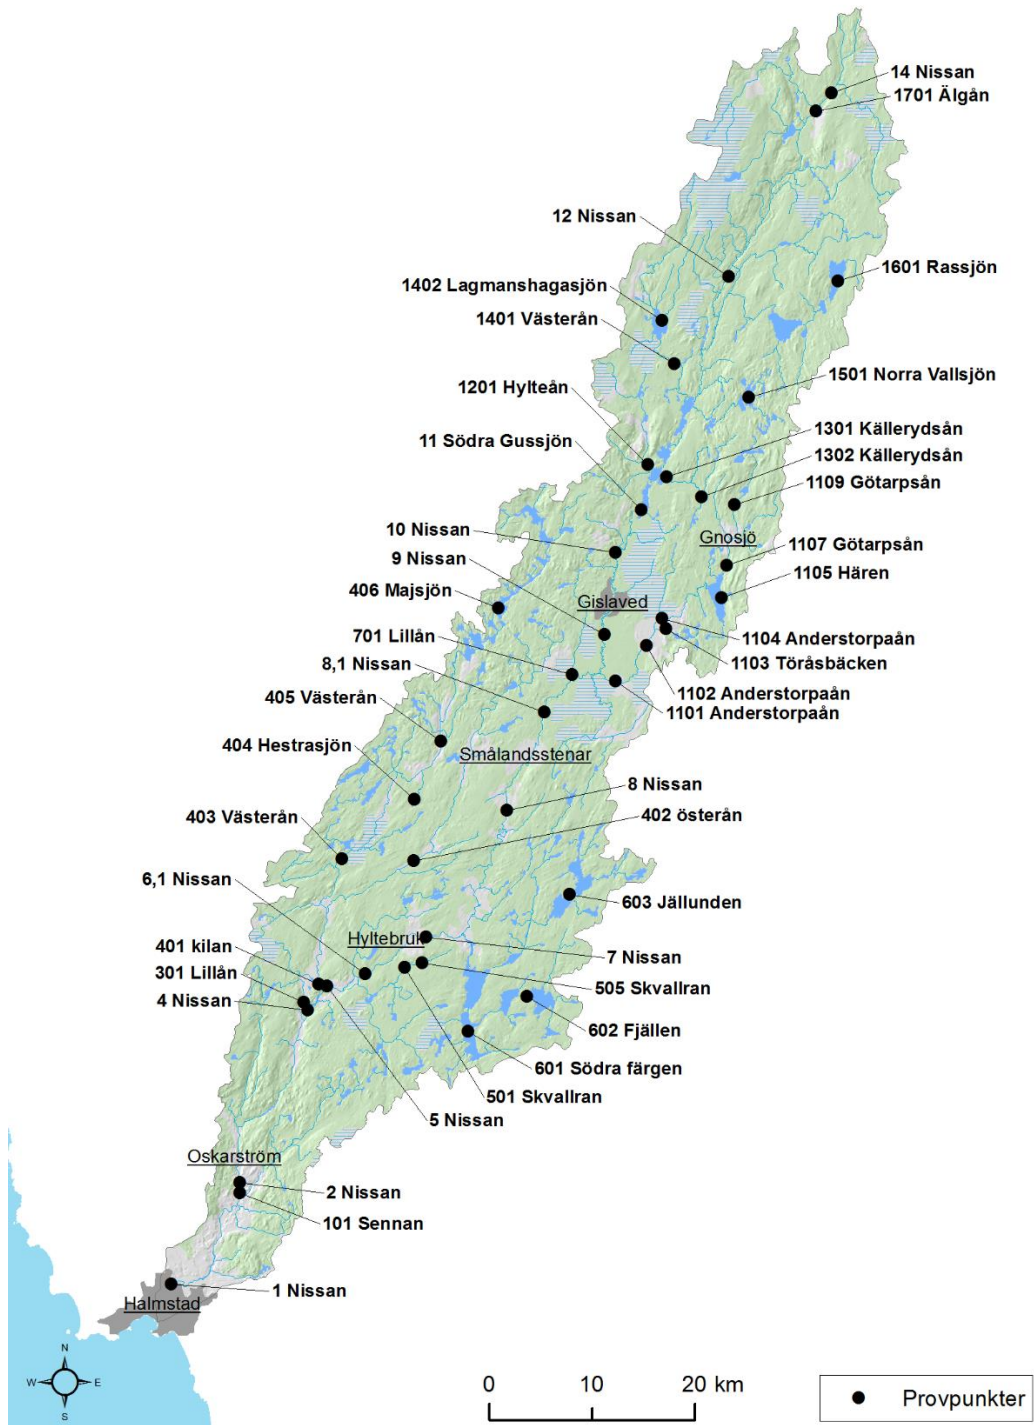 14 Nissan
1701 Älgån
12 Nissan
1601 Rassjön
1402 Lagmanshagasjön
1401 Västerån
1501 Norra Vallsjön
1201 Hylteån
1301 Källerydsån
11 Södra Gussjön
1302 Källerydsån
1109 Götarpsån
10 Nissan
Gnosjö
1107 Götarpsån
9 Nissan
1105 Hären
406 Majsjön
Gislaved
701 Lillån
1104 Anderstorpaån
1103 Töråsbäcken
8,1 Nissan
1102 Anderstorpaån
405 Västerån
1101 Anderstorpaån
404 Hestrasjön
Smålandsstenar
8 Nissan
403 Västerån
402 österån
6,1 Nissan
603 Jällunden
401 kilan
Hyltebruk
7 Nissan
301 Lillån
505 Skvallran
4 Nissan
602 Fjällen
601 Södra färgen
501 Skvallran
5 Nissan
Oskarström
2 Nissan
101 Sennan
1 Nissan
Halmstad
N
W E
S
0 10 20 km
Provpunkter